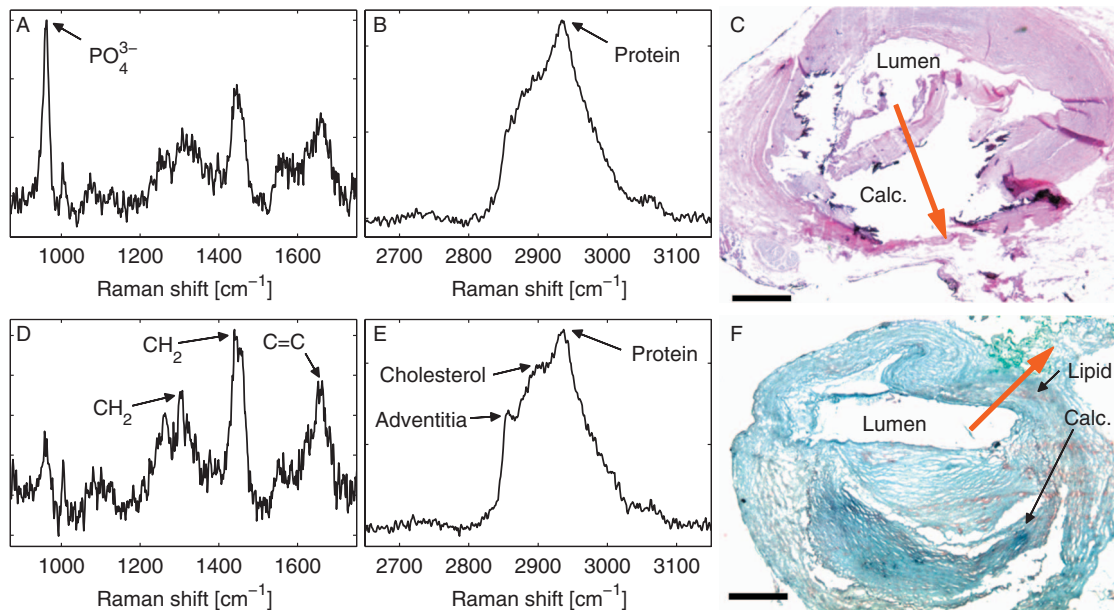 A
PO₄³⁻
1000 1200 1400 1600
Raman shift [cm⁻¹]
B
Protein
2700 2800 2900 3000 3100
Raman shift [cm⁻¹]
C
Lumen
Calc.
D
CH₂
CH₂
C=C
1000 1200 1400 1600
Raman shift [cm⁻¹]
E
Protein
Cholesterol
Adventitia
2700 2800 2900 3000 3100
Raman shift [cm⁻¹]
F
Lipid
Calc.
Lumen